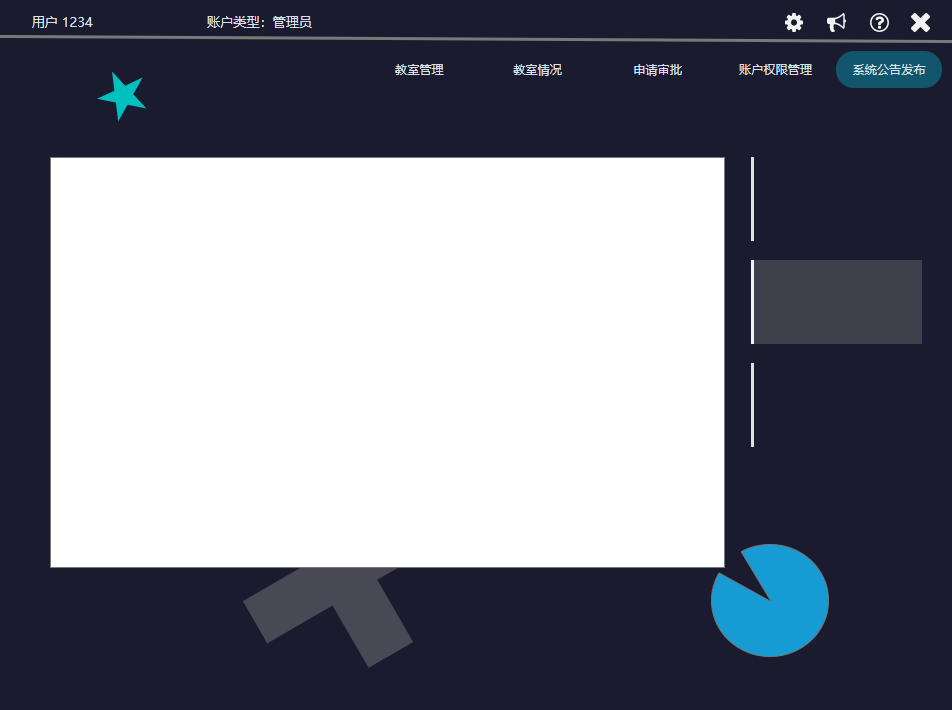 用户 1234
账户类型：管理员
教室管理
教室情况
申请审批
账户权限管理
系统公告发布